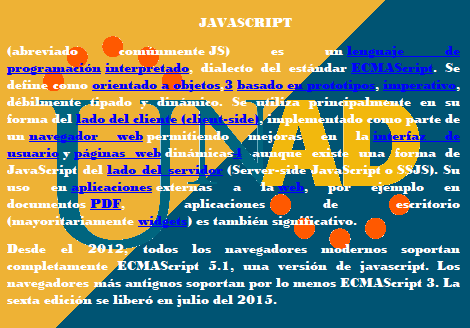 JAVASCRIPT
(abreviado comúnmente JS) es un lenguaje de
programación interpretado, dialecto del estándar ECMAScript. Se
define como orientado a objetos 3 basado en prototipos, imperativo,
débilmente tipado y dinámico. Se utiliza principalmente en su
forma del lado del cliente (client-side), implementado como parte de
un navegador web permitiendo mejoras en la interfaz de
usuario y páginas web dinámicas4 aunque existe una forma de
JavaScript del lado del servidor (Server-side JavaScript o SSJS). Su
uso en aplicaciones externas a la web, por ejemplo en
documentos PDF, aplicaciones de escritorio
(mayoritariamente widgets) es también significativo.
Desde el 2012, todos los navegadores modernos soportan
completamente ECMAScript 5.1, una versión de javascript. Los
navegadores más antiguos soportan por lo menos ECMAScript 3. La
sexta edición se liberó en julio del 2015.
UNAD